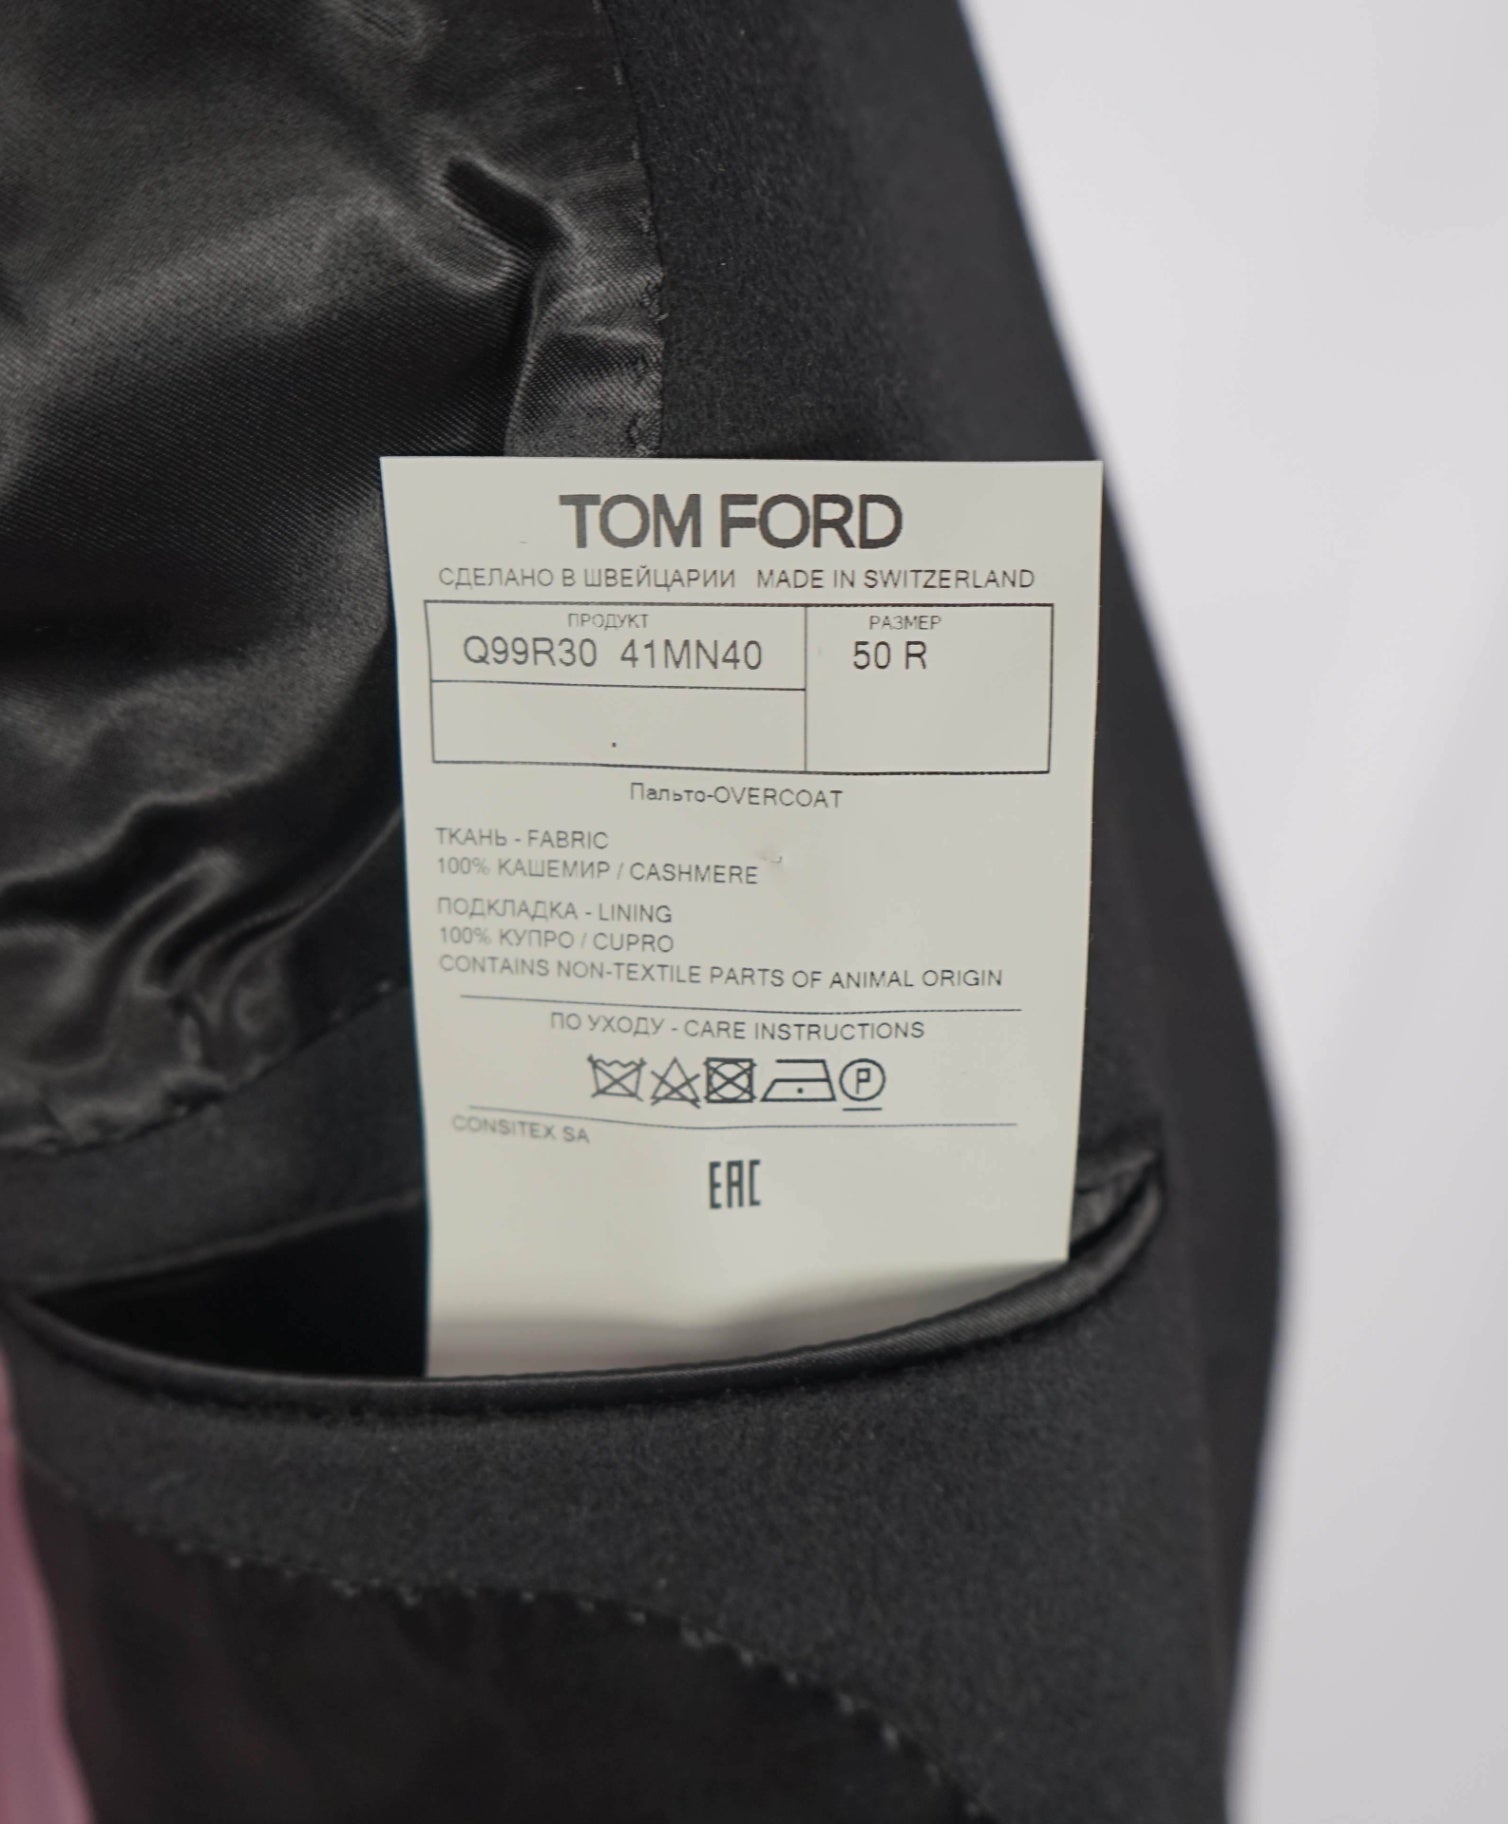 TOM FORD
СДЕЛАНО В ШВЕЙЦАРИИ MADE IN SWITZERLAND
ПРОДУКТ РАЗМЕР
Q99R30 41MN40 50 R
.
Пальто-OVERCOAT
ТКАНЬ - FABRIC
100% КАШЕМИР / CASHMERE
ПОДКЛАДКА - LINING
100% КУПРО / CUPRO
CONTAINS NON-TEXTILE PARTS OF ANIMAL ORIGIN
ПО УХОДУ - CARE INSTRUCTIONS
P
CONSITEX SA
EAC